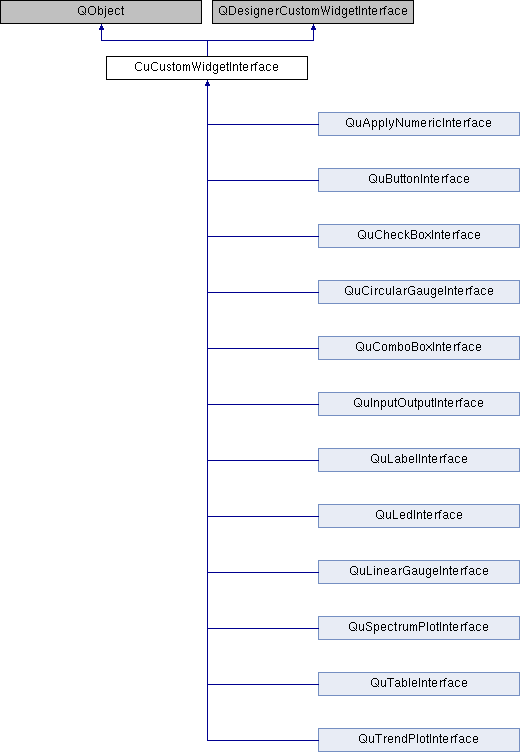 QObject
QDesignerCustomWidgetInterface
CuCustomWidgetInterface
QuApplyNumericInterface
QuButtonInterface
QuCheckBoxInterface
QuCircularGaugeInterface
QuComboBoxInterface
QuInputOutputInterface
QuLabelInterface
QuLedInterface
QuLinearGaugeInterface
QuSpectrumPlotInterface
QuTableInterface
QuTrendPlotInterface